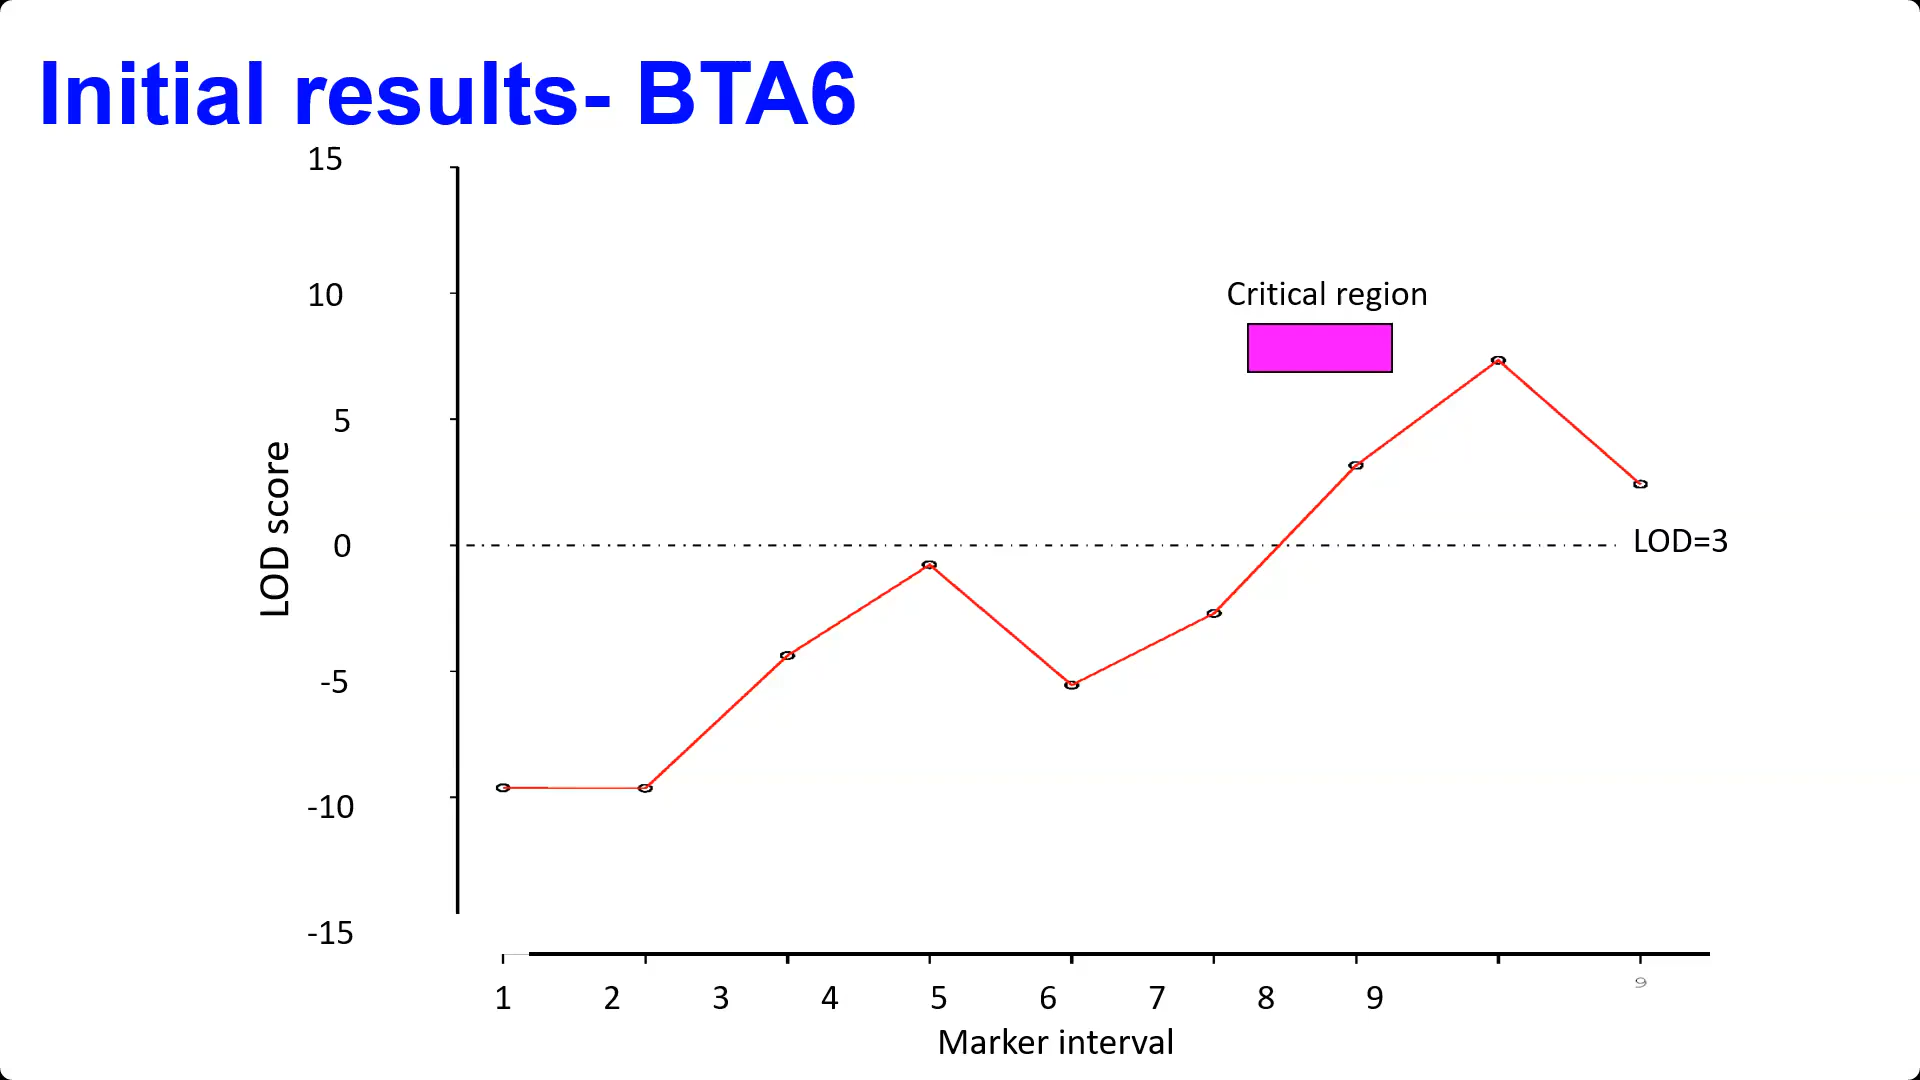 Initial results- BTA6
15
10
Critical region
5
LOD score
0
LOD=3
-5
-10
-15
9
1 2 3 4 5 6 7 8 9
Marker interval